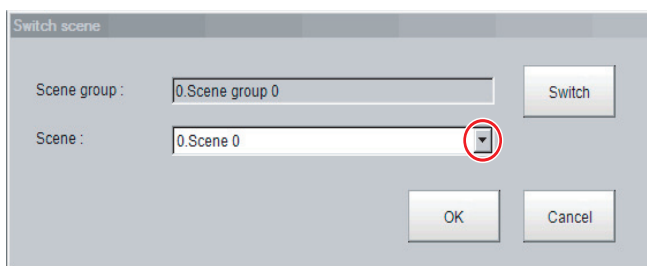 Switch scene
Scene group : 0.Scene group 0 Switch
Scene : 0.Scene 0
OK Cancel